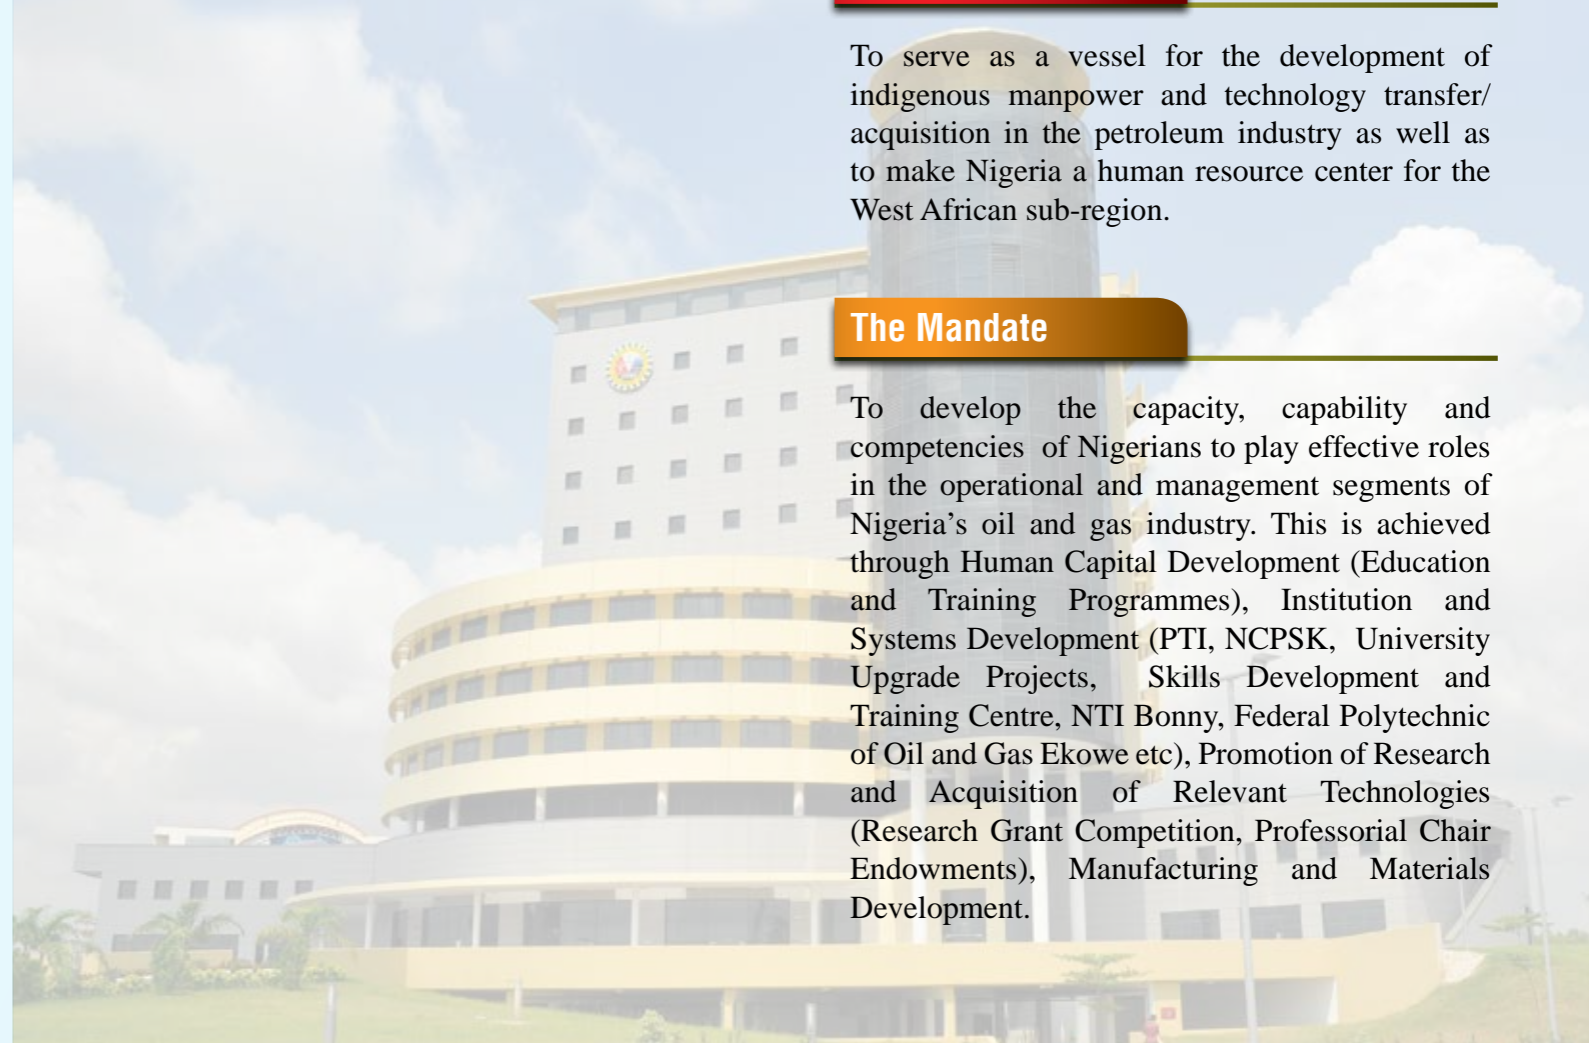 To serve as a vessel for the development of
indigenous manpower and technology transfer/
acquisition in the petroleum industry as well as
to make Nigeria a human resource center for the
West African sub-region.
The Mandate
To develop the capacity, capability and
competencies of Nigerians to play effective roles
in the operational and management segments of
Nigeria’s oil and gas industry. This is achieved
through Human Capital Development (Education
and Training Programmes), Institution and
Systems Development (PTI, NCPSK, University
Upgrade Projects, Skills Development and
Training Centre, NTI Bonny, Federal Polytechnic
of Oil and Gas Ekowe etc), Promotion of Research
and Acquisition of Relevant Technologies
(Research Grant Competition, Professorial Chair
Endowments), Manufacturing and Materials
Development.